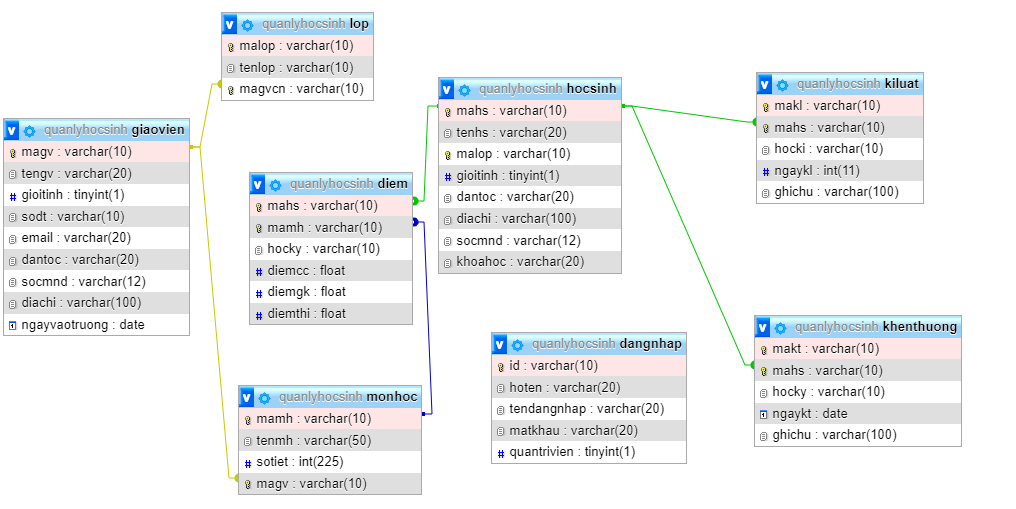 quanlyhocsinh lop
malop : varchar(10)
tenlop : varchar(10)
magvcn : varchar(10)
quanlyhocsinh giaovien
magv : varchar(10)
tengv : varchar(20)
gioitinh : tinyint(1)
sodt : varchar(10)
email : varchar(20)
dantoc : varchar(20)
socmnd : varchar(12)
diachi : varchar(100)
ngayvaotruong : date
quanlyhocsinh diem
mahs : varchar(10)
mamh : varchar(10)
hocky : varchar(10)
diemcc : float
diemgk : float
diemthi : float
quanlyhocsinh monhoc
mamh : varchar(10)
tenmh : varchar(50)
sotiet : int(225)
magv : varchar(10)
quanlyhocsinh hocsinh
mahs : varchar(10)
tenhs : varchar(20)
malop : varchar(10)
gioitinh : tinyint(1)
dantoc : varchar(20)
diachi : varchar(100)
socmnd : varchar(12)
khoahoc : varchar(20)
quanlyhocsinh dangnhap
id : varchar(10)
hoten : varchar(20)
tendangnhap : varchar(20)
matkhau : varchar(20)
quantrivien : tinyint(1)
quanlyhocsinh kiluat
makl : varchar(10)
mahs : varchar(10)
hocki : varchar(10)
ngaykl : int(11)
ghichu : varchar(100)
quanlyhocsinh khenthuong
makt : varchar(10)
mahs : varchar(10)
hocky : varchar(10)
ngaykt : date
ghichu : varchar(100)